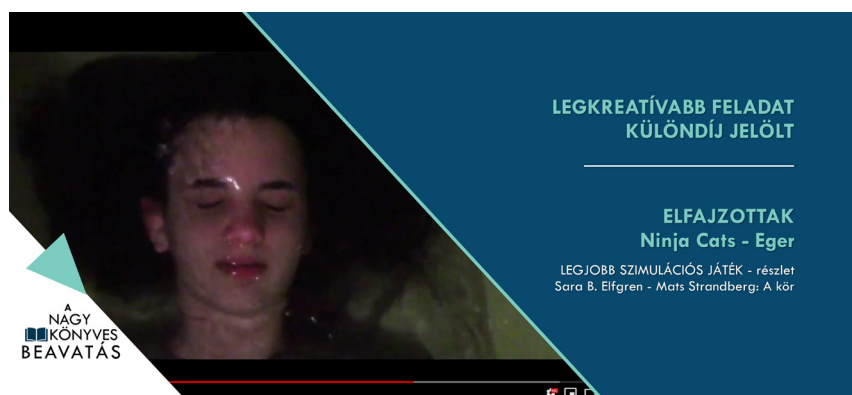 LEGKREATÍVABB FELADAT
KÜLÖNDÍJ JELÖLT
ELFAJZOTTAK
Ninja Cats - Eger
LEGJOBB SZIMULÁCIÓS JÁTÉK - részlet
Sara B. Elfgren - Mats Strandberg: A kör
A
NAGY
KÖNYVES
BEAVATÁS